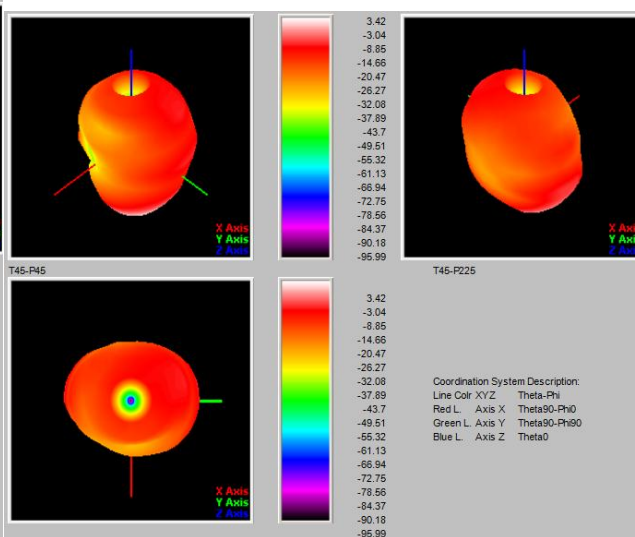 3.42
-3.04
-8.85
-14.66
-20.47
-26.27
-32.08
-37.89
-43.7
-49.51
-55.32
-61.13
-66.94
-72.75
-78.56
-84.37
-90.18
-95.99
X Axis
Y Axis
Z Axis
X Axis
Y Axis
Z Axis
T45-P45
T45-P225
3.42
-3.04
-8.85
-14.66
-20.47
-26.27
-32.08
-37.89
-43.7
-49.51
-55.32
-61.13
-66.94
-72.75
-78.56
-84.37
-90.18
-95.99
X Axis
Y Axis
Z Axis
Coordination System Description:
Line Colr XYZ Theta-Phi
Red L. Axis X Theta90-Phi0
Green L. Axis Y Theta90-Phi90
Blue L. Axis Z Theta0